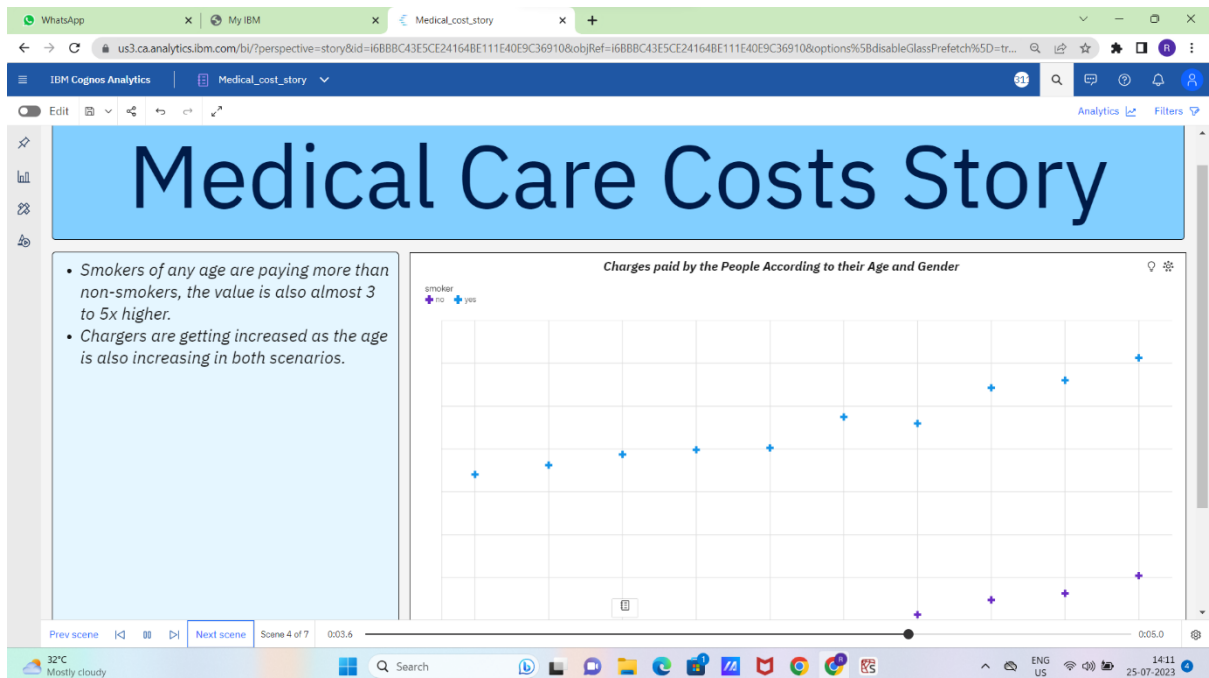 WhatsApp
My IBM
Medical_cost_story
us3.ca.analytics.ibm.com/bi/?perspective=story&id=i6BBBC43E5CE24164BE111E40E9C36910&objRef=i6BBBC43E5CE24164BE111E40E9C36910&options%5BdisableGlassPrefetch%5D=tr...
R
IBM Cognos Analytics
Medical_cost_story
Edit
Analytics
Filters
Medical Care Costs Story
• Smokers of any age are paying more than
non-smokers, the value is also almost 3
to 5x higher.
• Chargers are getting increased as the age
is also increasing in both scenarios.
Charges paid by the People According to their Age and Gender
smoker
no yes
Prev scene
Next scene
Scene 4 of 7
0:03.6
0:05.0
32°C
Mostly cloudy
Search
ENG
US
14:11
25-07-2023